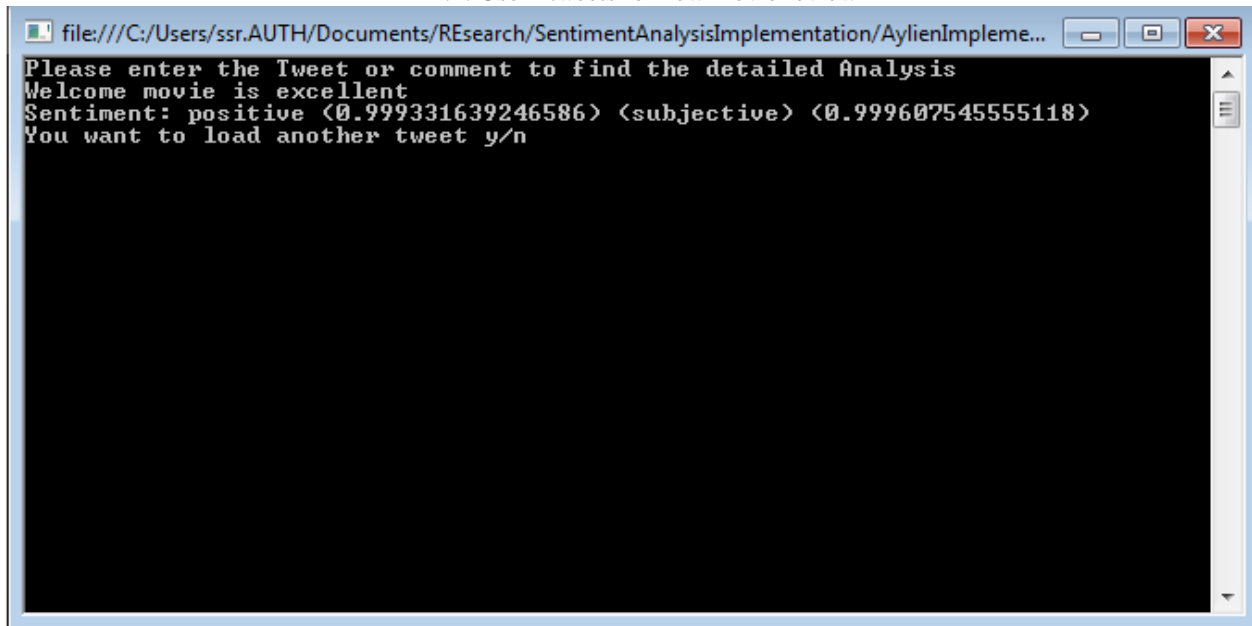 file:///C:/Users/ssr.AUTH/Documents/REsearch/SentimentAnalysisImplementation/AylienImpleme...
Please enter the Tweet or comment to find the detailed Analysis
Welcome movie is excellent
Sentiment: positive (0.999331639246586) (subjective) (0.999607545555118)
You want to load another tweet y/n